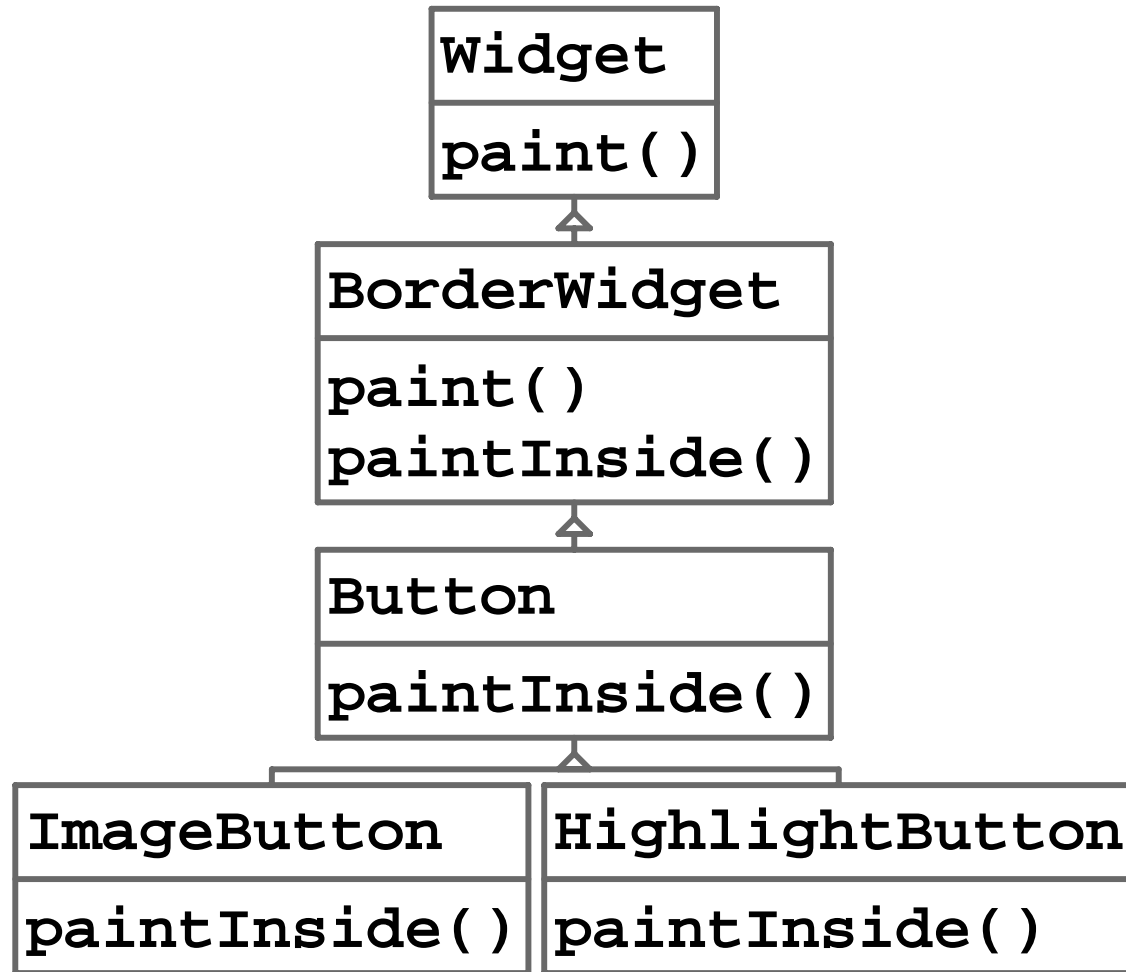 Widget
paint()
BorderWidget
paint()
paintInside()
Button
paintInside()
ImageButton
paintInside()
HighlightButton
paintInside()